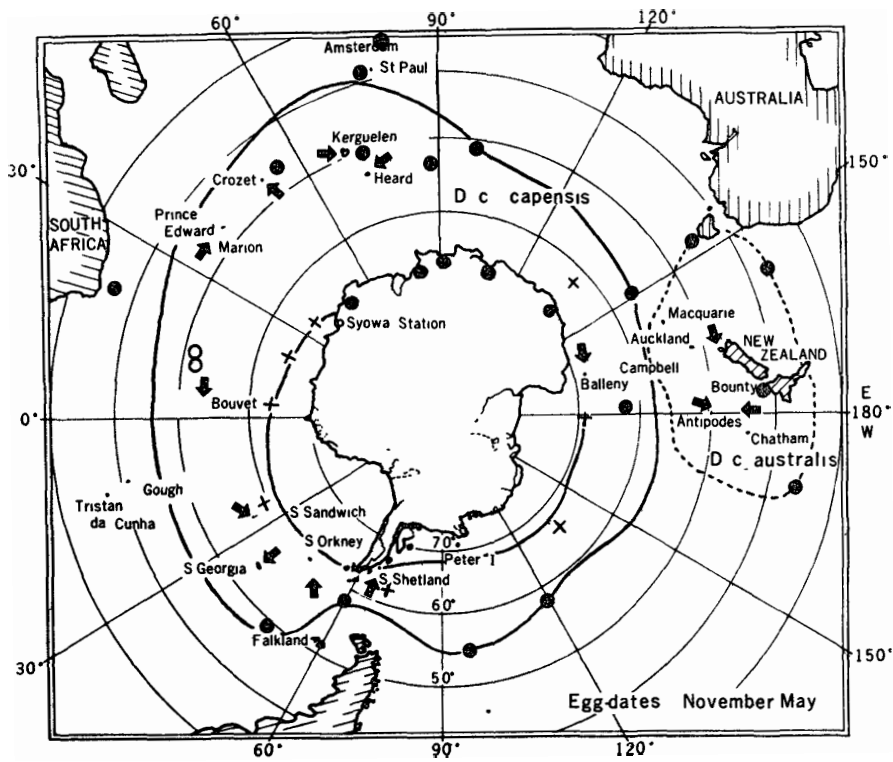 60°
90°
120°
Amsterdam
St Paul
AUSTRALIA
Kerguelen
150°
30°
Crozet
Heard
D c capensis
Prince
Edward
SOUTH
AFRICA
Marion
Macquarie
Syowa Station
Auckland
NEW
ZEALAND
Campbell
Balleny
Bounty
Bouvet
E
0°
180°
W
Antipodes
Chatham
D c australis
Gough
Tristan
da Cunha
S Sandwich
S Orkney
70°
Peter I
S Georgia
S Shetland
60°
Falkland
30°
150°
50°
Egg-dates November May
60°
90°
120°